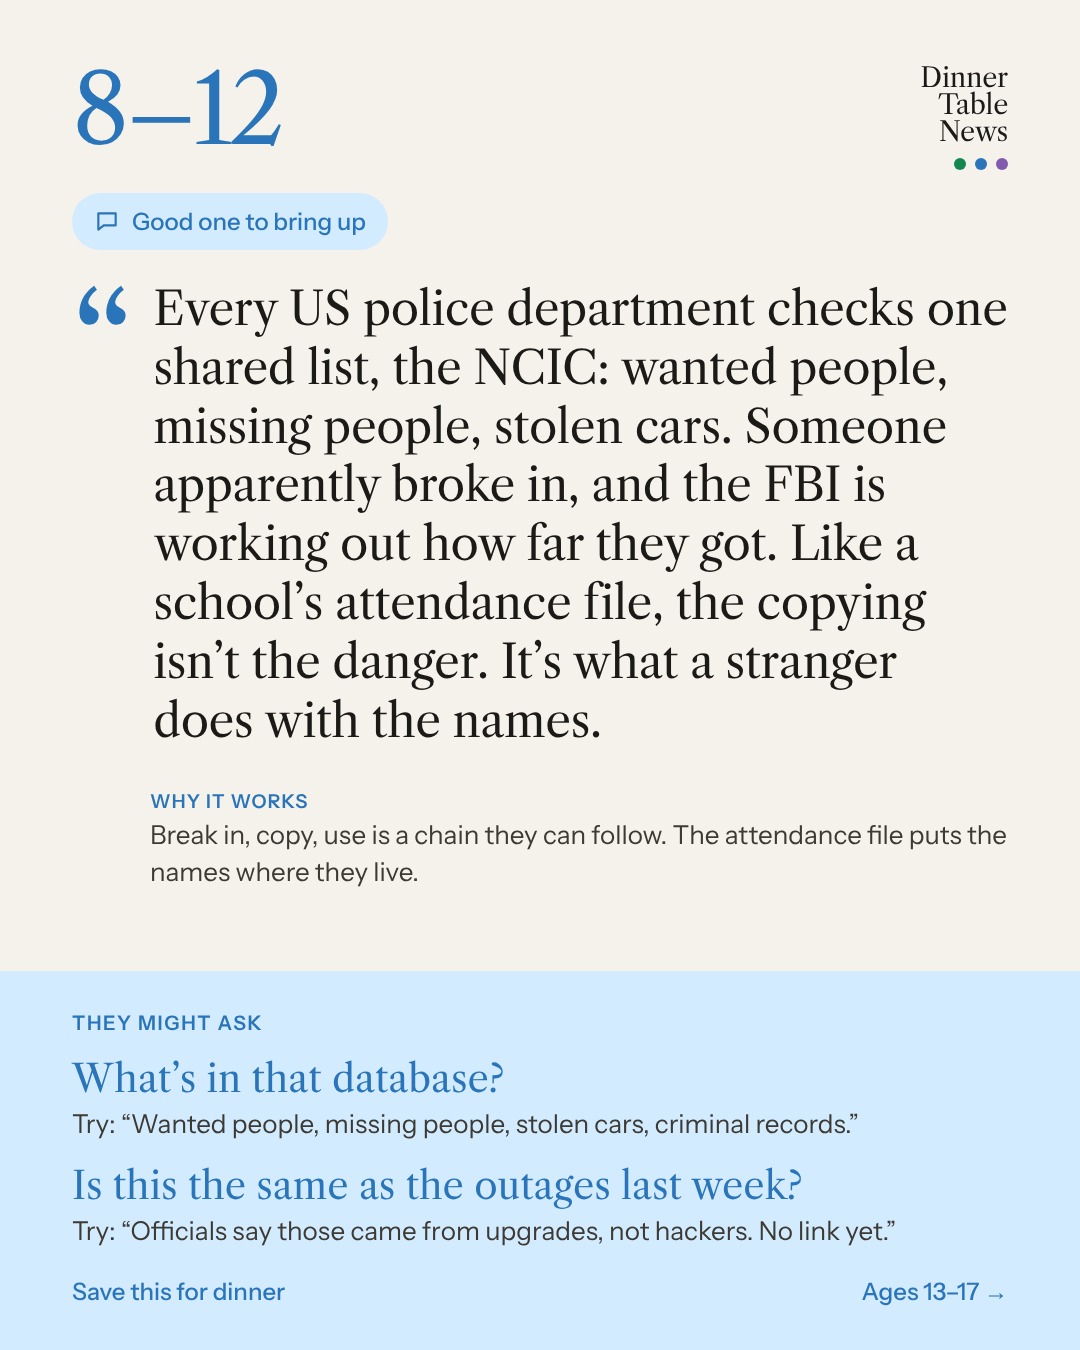 8–12
Dinner
Table
News
Good one to bring up
“ Every US police department checks one
shared list, the NCIC: wanted people,
missing people, stolen cars. Someone
apparently broke in, and the FBI is
working out how far they got. Like a
school’s attendance file, the copying
isn’t the danger. It’s what a stranger
does with the names.
WHY IT WORKS
Break in, copy, use is a chain they can follow. The attendance file puts the
names where they live.
THEY MIGHT ASK
What’s in that database?
Try: “Wanted people, missing people, stolen cars, criminal records.”
Is this the same as the outages last week?
Try: “Officials say those came from upgrades, not hackers. No link yet.”
Save this for dinner
Ages 13–17 →